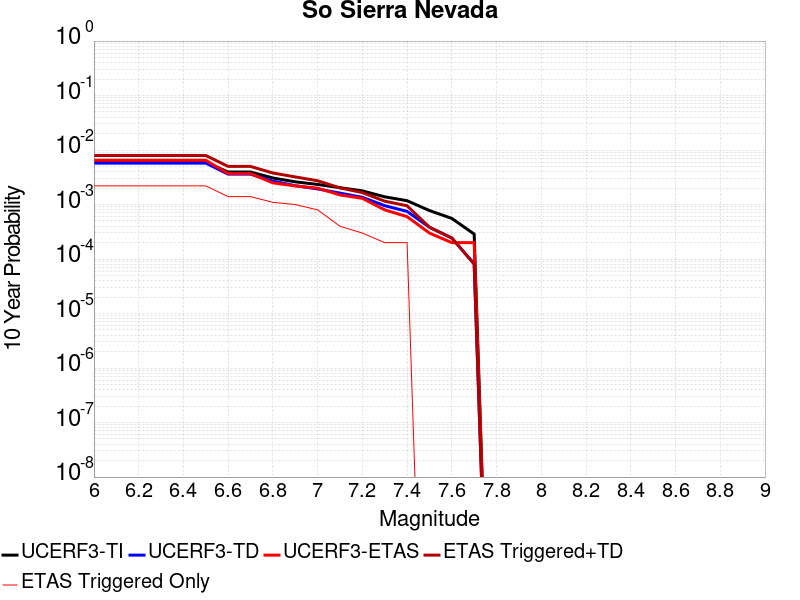 So Sierra Nevada
10^0
10^-1
10^-2
10^-3
10^-4
10^-5
10^-6
10^-7
10^-8
10 Year Probability
6 6.2 6.4 6.6 6.8 7 7.2 7.4 7.6 7.8 8 8.2 8.4 8.6 8.8 9
Magnitude
UCERF3-TI UCERF3-TD UCERF3-ETAS ETAS Triggered+TD
ETAS Triggered Only